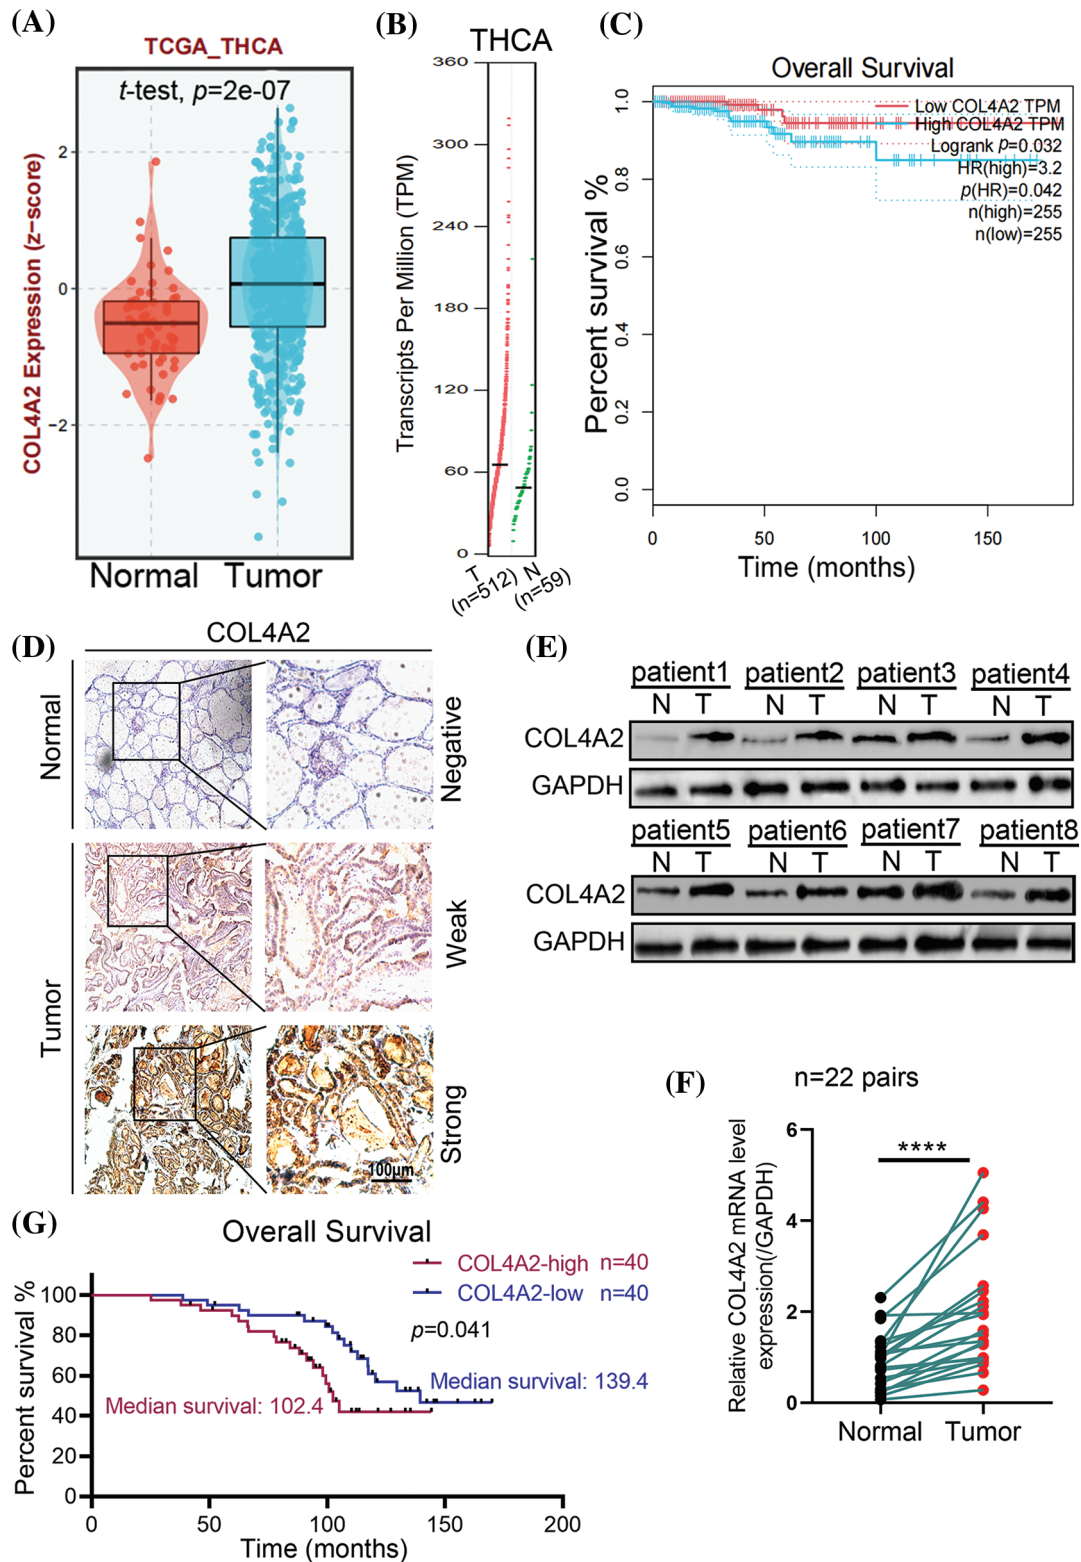 (A)
TCGA_THCA
t-test, p=2e-07
COL4A2 Expression (z-score)
2
0
−2
Normal
Tumor
(B)
THCA
Transcripts Per Million (TPM)
360
300
240
180
120
60
0
T
(n=512)
N
(n=59)
(C)
Overall Survival
Percent survival %
1.0
0.8
0.6
0.4
0.2
0.0
Low COL4A2 TPM
High COL4A2 TPM
Logrank p=0.032
HR(high)=3.2
p(HR)=0.042
n(high)=255
n(low)=255
0
50
100
150
Time (months)
(D)
COL4A2
Normal
Negative
Tumor
Weak
Strong
100μm
(E)
patient1 patient2 patient3 patient4
N T N T N T N T
COL4A2
GAPDH
patient5 patient6 patient7 patient8
N T N T N T N T
COL4A2
GAPDH
(F)
n=22 pairs
Relative COL4A2 mRNA level
expression(/GAPDH)
6
4
2
0
****
Normal
Tumor
(G)
Overall Survival
COL4A2-high n=40
COL4A2-low n=40
p=0.041
Median survival: 139.4
Median survival: 102.4
Percent survival %
100
80
60
40
20
0
0
50
100
150
200
Time (months)